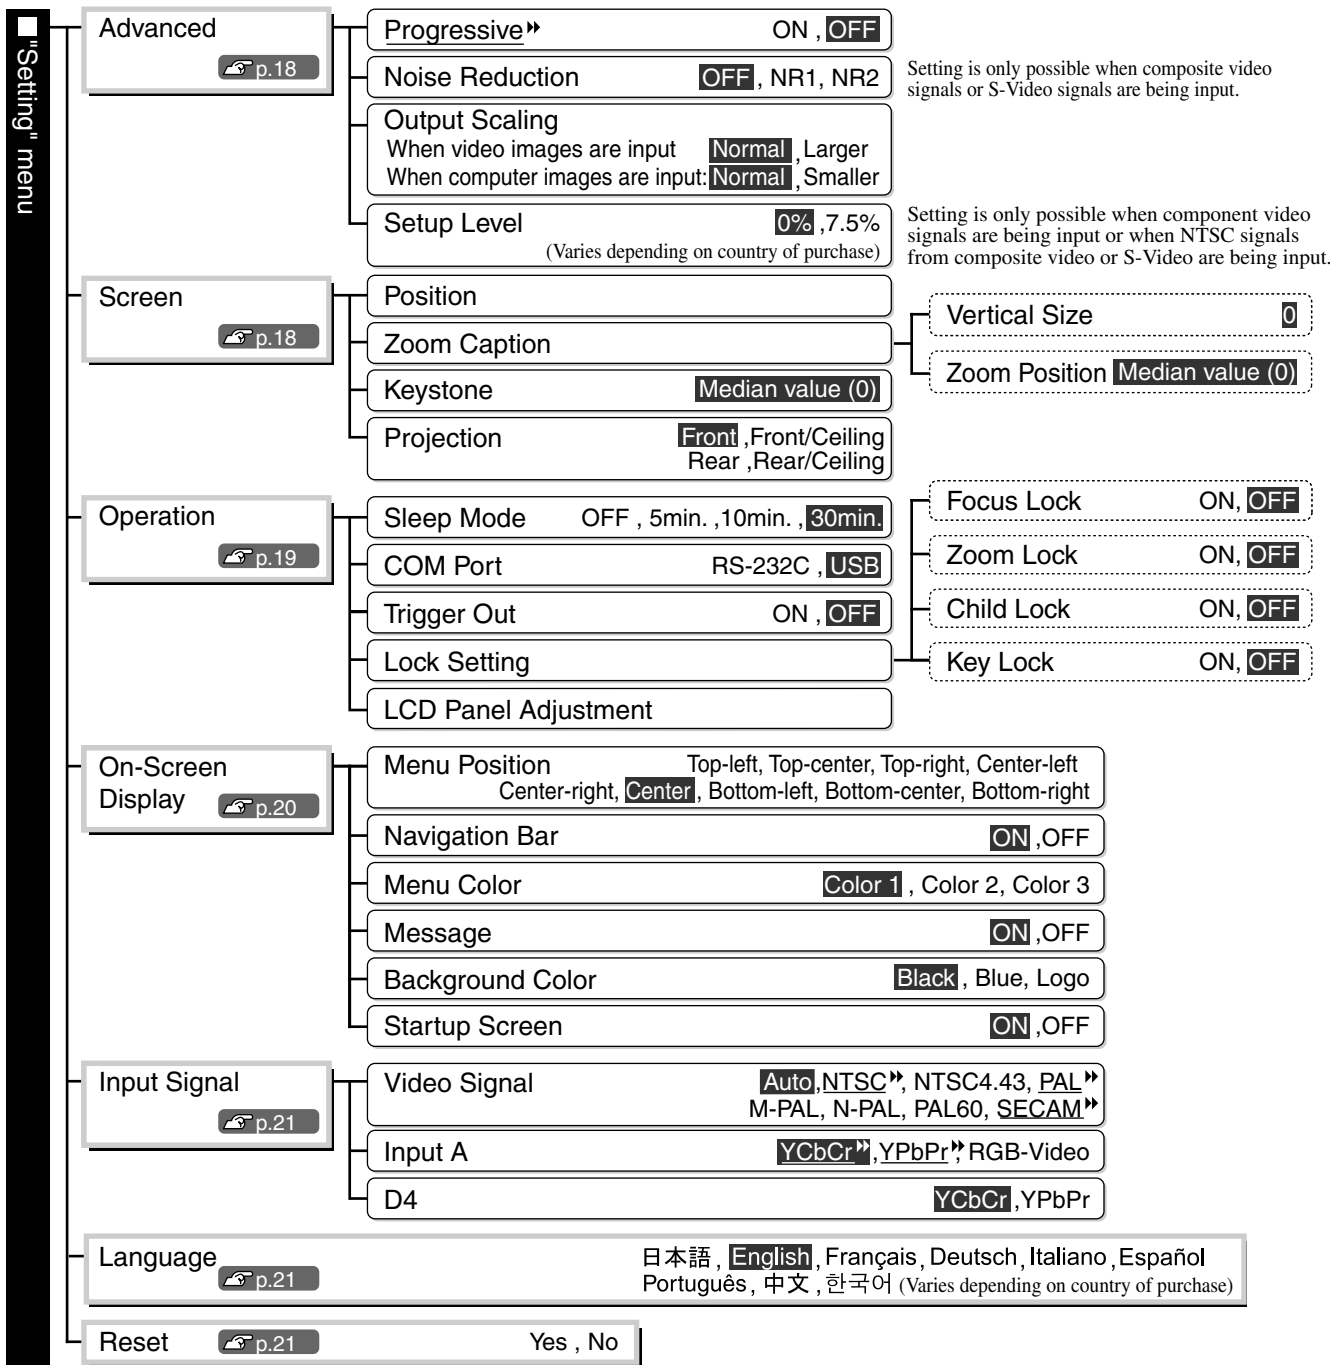 "Setting" menu
Advanced
p.18
Progressive ON , OFF
Noise Reduction OFF , NR1, NR2
Setting is only possible when composite video
signals or S-Video signals are being input.
Output Scaling
When video images are input Normal , Larger
When computer images are input: Normal , Smaller
Setup Level 0% ,7.5%
(Varies depending on country of purchase)
Setting is only possible when component video
signals are being input or when NTSC signals
from composite video or S-Video are being input.
Screen
p.18
Position
Zoom Caption
Vertical Size 0
Zoom Position Median value (0)
Keystone Median value (0)
Projection Front ,Front/Ceiling
Rear ,Rear/Ceiling
Operation
p.19
Sleep Mode OFF , 5min. ,10min. , 30min.
COM Port RS-232C , USB
Trigger Out ON , OFF
Lock Setting
Focus Lock ON, OFF
Zoom Lock ON, OFF
Child Lock ON, OFF
Key Lock ON, OFF
LCD Panel Adjustment
On-Screen
Display p.20
Menu Position Top-left, Top-center, Top-right, Center-left
Center-right, Center , Bottom-left, Bottom-center, Bottom-right
Navigation Bar ON ,OFF
Menu Color Color 1 , Color 2, Color 3
Message ON ,OFF
Background Color Black , Blue, Logo
Startup Screen ON ,OFF
Input Signal
p.21
Video Signal Auto ,NTSC , NTSC4.43, PAL
M-PAL, N-PAL, PAL60, SECAM
Input A YCbCr ,YPbPr , RGB-Video
D4 YCbCr ,YPbPr
Language
p.21
日本語 , English , Français , Deutsch , Italiano , Español
Português , 中文 , 한국어 (Varies depending on country of purchase)
Reset p.21 Yes , No